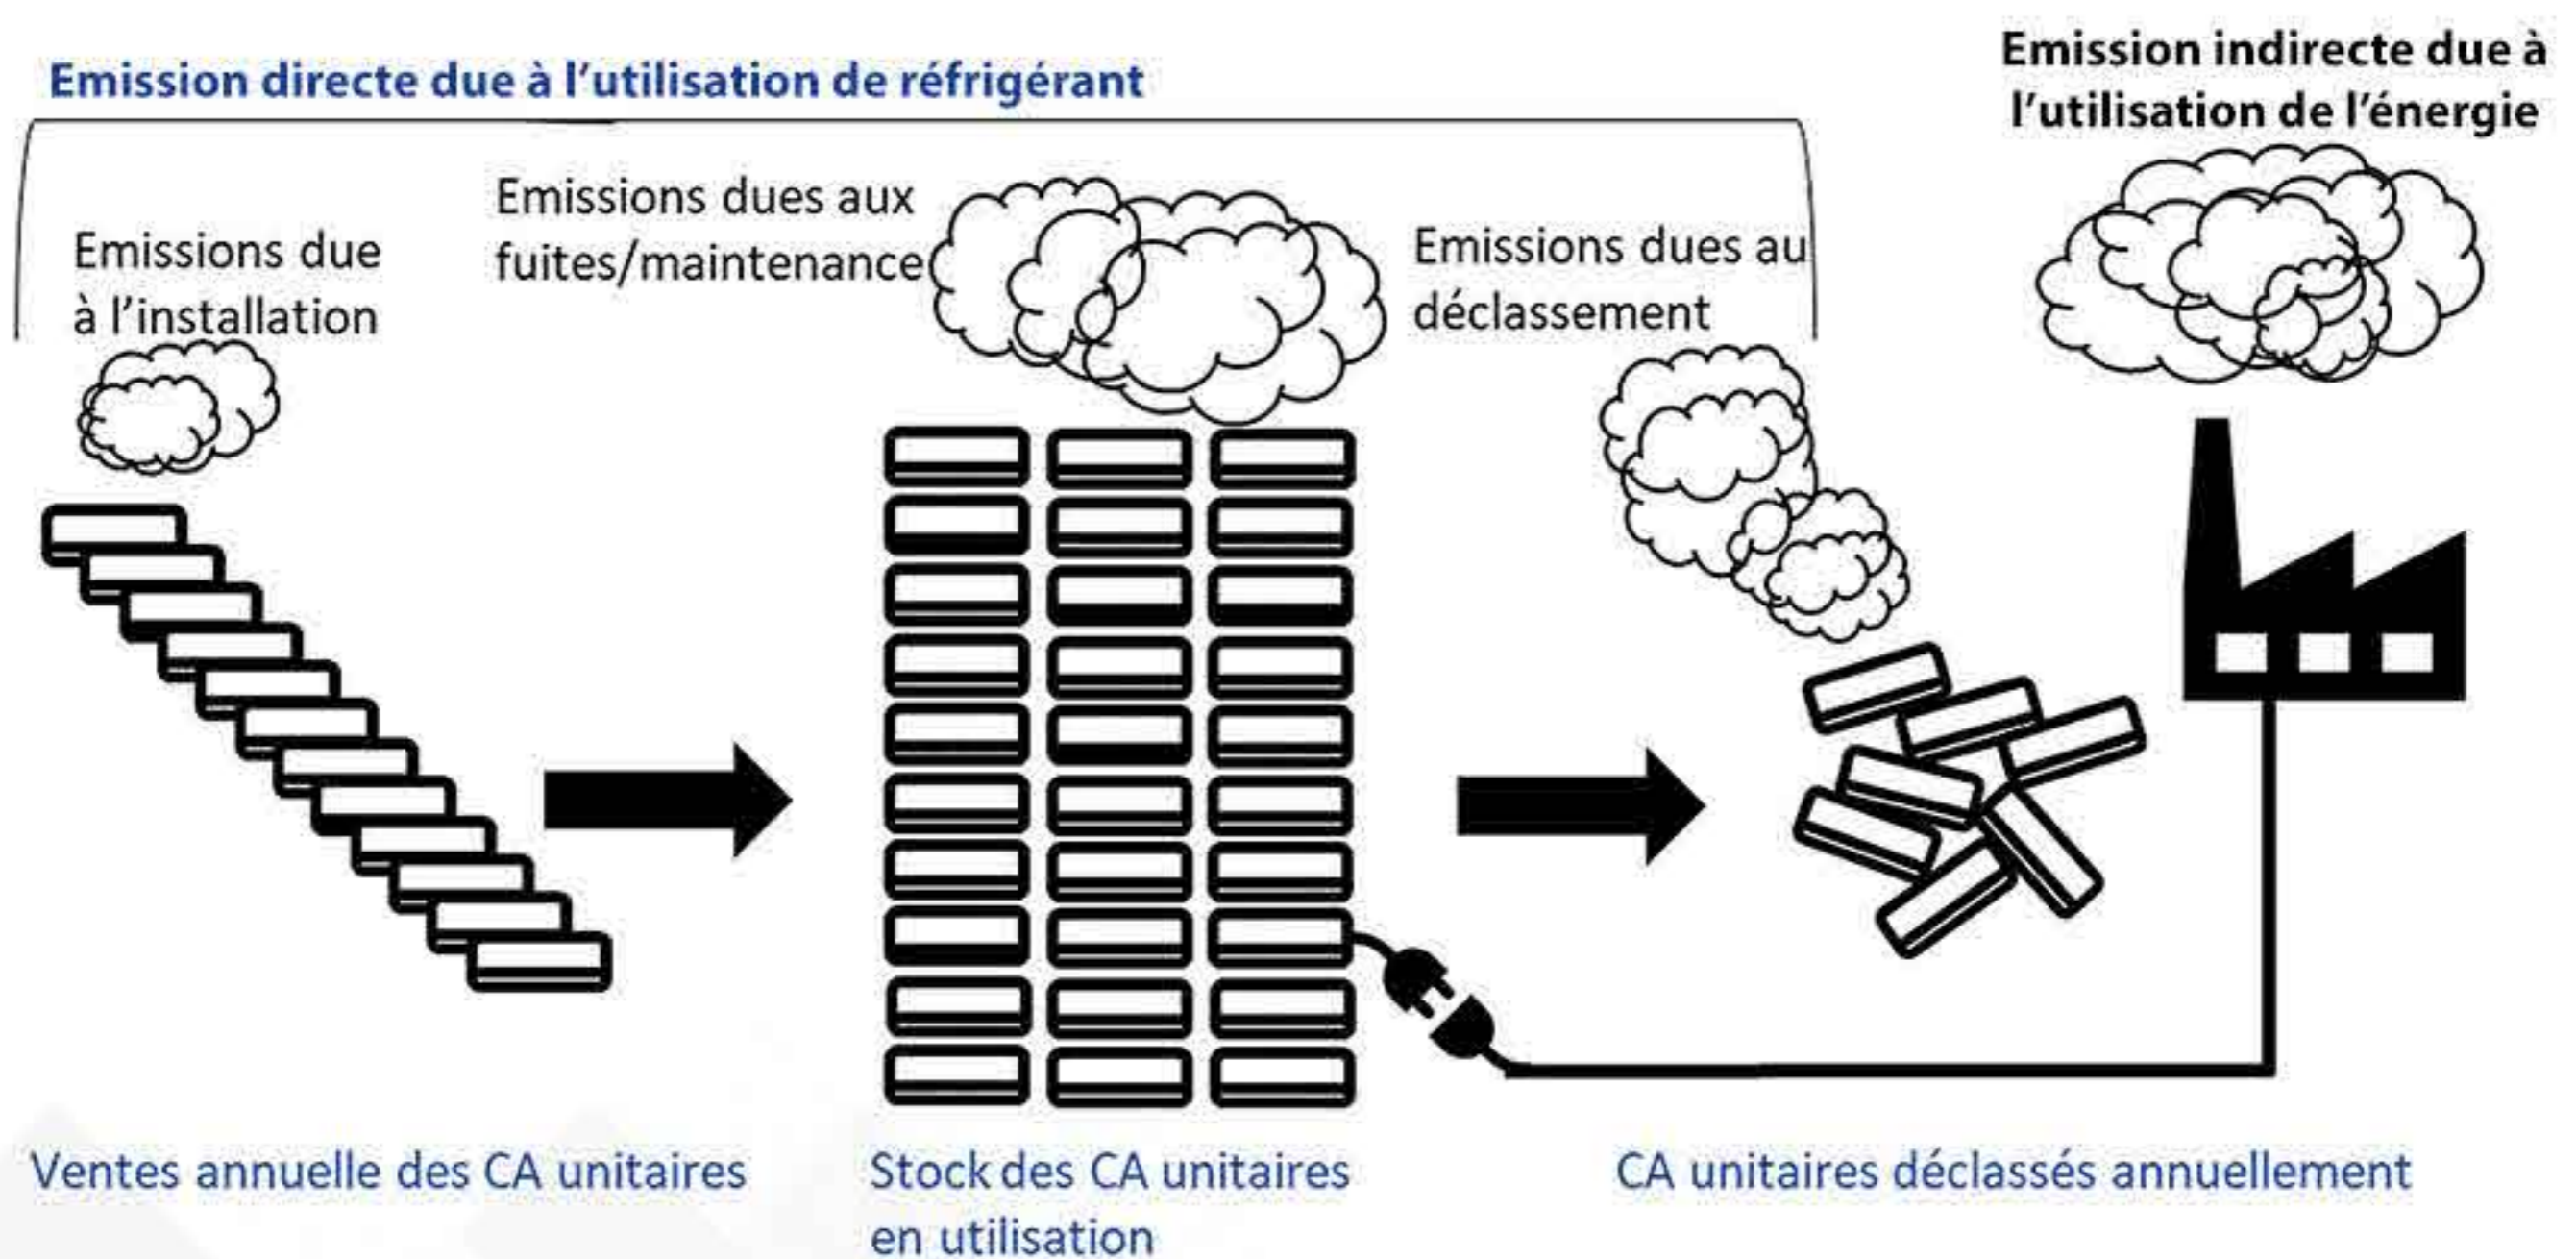 Emission directe due à l'utilisation de réfrigérant
Emission indirecte due à
l'utilisation de l'énergie
Emissions due
à l'installation
Emissions dues aux
fuites/maintenance
Emissions dues au
déclassement
Ventes annuelle des CA unitaires
Stock des CA unitaires
en utilisation
CA unitaires déclassés annuellement